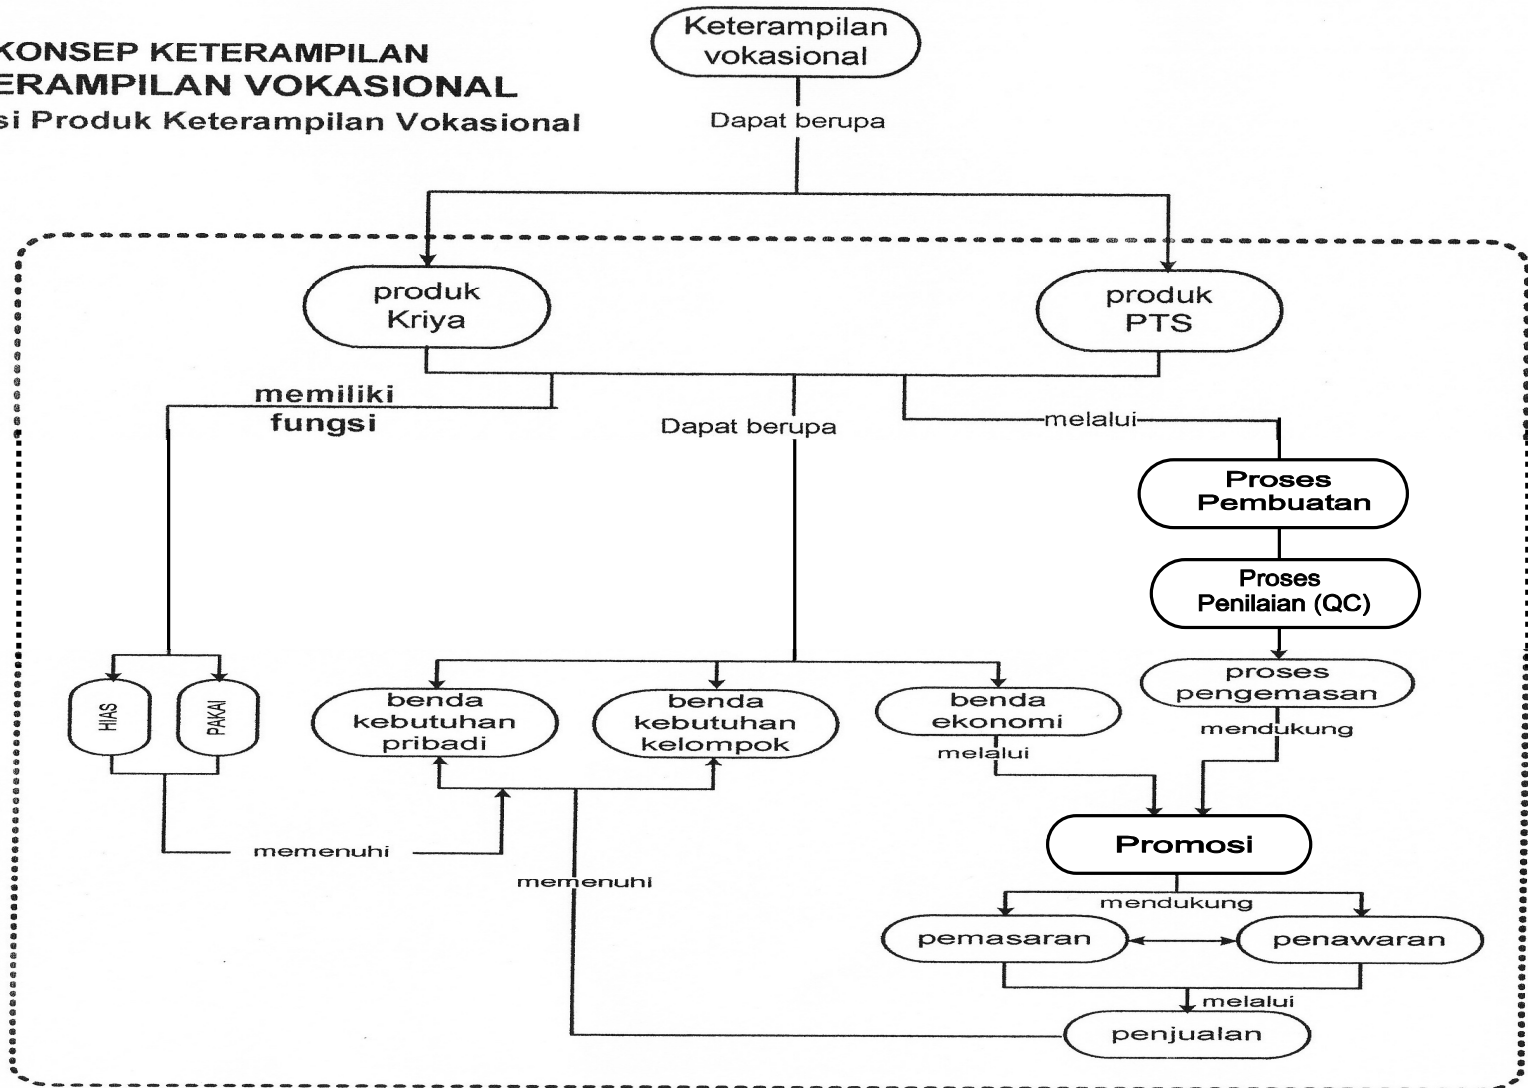 Keterampilan
vokasional
KONSEP KETERAMPILAN
ERAMPILAN VOKASIONAL
si Produk Keterampilan Vokasional
Dapat berupa
produk
Kriya
produk
PTS
memiliki
fungsi
Dapat berupa
melalui
Proses
Pembuatan
Proses
Penilaian (QC)
proses
pengemasan
mendukung
HIAS
PAKAI
benda
kebutuhan
pribadi
benda
kebutuhan
kelompok
benda
ekonomi
melalui
Promosi
memenuhi
memenuhi
mendukung
pemasaran
penawaran
melalui
penjualan